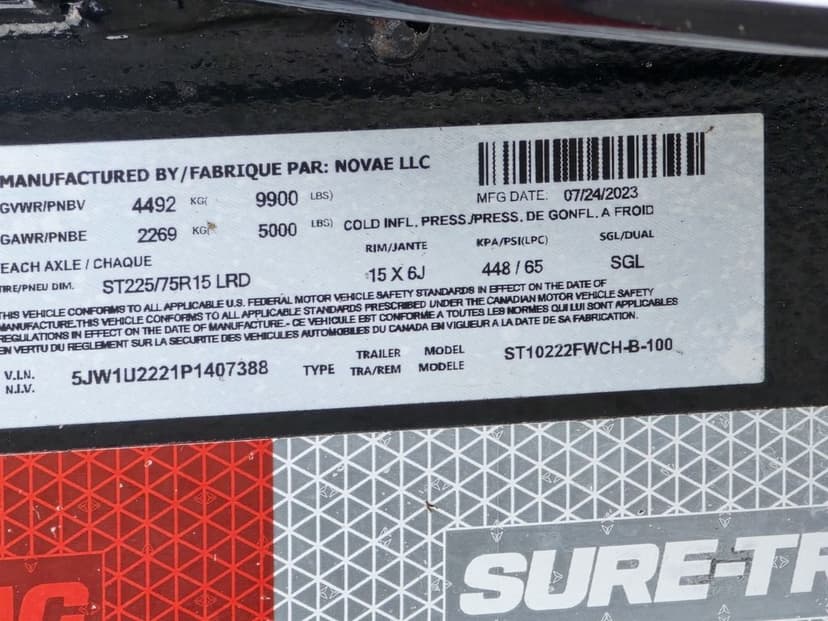 MANUFACTURED BY/FABRIQUE PAR: NOVAE LLC
GVWR/PNBV 4492 KG( 9900 LBS) MFG DATE. 07/24/2023
GAWR/PNBE 2269 KG( 5000 LBS) COLD INFL. PRESS./PRESS. DE GONFL. A FROID
EACH AXLE / CHAQUE RIM/JANTE KPA/PSI(LPC) SGL/DUAL
TIRE/PNEU DIM. ST225/75R15 LRD 15 X 6J 448 / 65 SGL
THIS VEHICLE CONFORMS TO ALL APPLICABLE U.S. FEDERAL MOTOR VEHICLE SAFETY STANDARDS IN EFFECT ON THE DATE OF
MANUFACTURE.THIS VEHICLE CONFORMS TO ALL APPLICABLE STANDARDS PRESCRIBED UNDER THE CANADIAN MOTOR VEHICLE SAFETY
REGULATIONS IN EFFECT ON THE DATE OF MANUFACTURE.- CE VEHICULE EST CONFORME A TOUTES LES NORMES QUI LUI SONT APPLICABLES
EN VERTU DU REGLEMENT SUR LA SECURITE DES VEHICULES AUTOMOBILES DU CANADA EN VIGUEUR A LA DATE DE SA FABRICATION.
V.I.N. 5JW1U2221P1407388 TYPE TRAILER MODEL ST10222FWCH-B-100
N.I.V. TRA/REM MODELE
SURE-TR